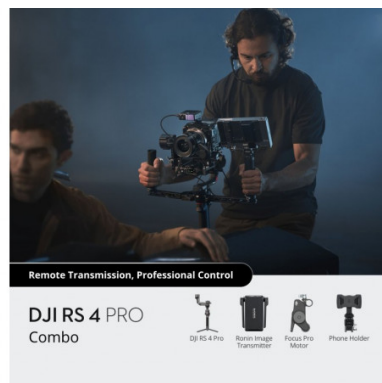 Remote Transmission, Professional Control
DJI RS 4 PRO
Combo
DJI RS 4 Pro
Ronin Image
Transmitter
Focus Pro
Motor
Phone Holder